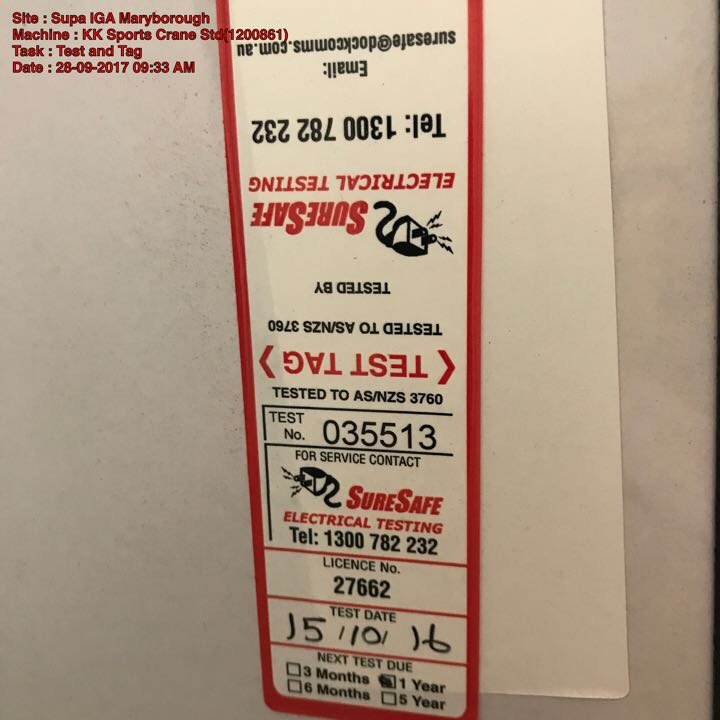 Site : Supa IGA Maryborough
Machine : KK Sports Crane Std(1200861)
Task : Test and Tag
Date : 28-09-2017 09:33 AM
suresafe@dockcomms.com.au
Email:
Tel: 1300 782 232
ELECTRICAL TESTING
SURESAFE
TESTED BY
TESTED TO AS/NZS 3760
TEST TAG
TESTED TO AS/NZS 3760
TEST
No. 035513
FOR SERVICE CONTACT
SURESAFE
ELECTRICAL TESTING
Tel: 1300 782 232
LICENCE No.
27662
TEST DATE
15/10/16
NEXT TEST DUE
3 Months 1 Year
6 Months 5 Year